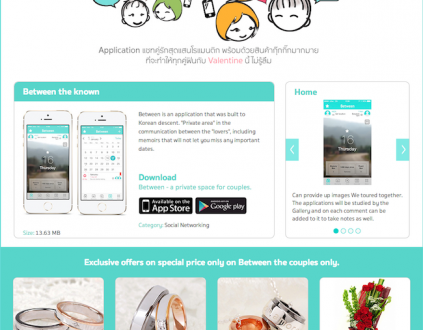 Application แชทคู่รักสุดแสนโรแมนติก พร้อมด้วยสินค้ากุ๊กกิ๊กมากมาย
ที่จะทำให้ทุกคู่ฝันกับ Valentine นี้ ไม่รู้ลืม
Between the known
Between is an application that was built to
Korean descent. "Private area" in the
communication between the "lovers", including
memoirs that will not let you miss any important
dates.
Download
Between - a private space for couples.
Available on the
App Store
Google play
Category: Social Networking
Size: 13.63 MB
Home
16
Thursday
Can provide up images We toured together.
The applications will be studied by the
Gallery and on each comment can be
added to it to take notes as well.
Exclusive offers on special price only on Between the couples only.